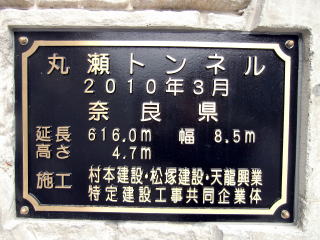 丸瀬トンネル
2010年3月
奈良県
延長 616.0m 幅 8.5m
高さ 4.7m
施工 村本建設・松塚建設・天龍興業
特定建設工事共同企業体